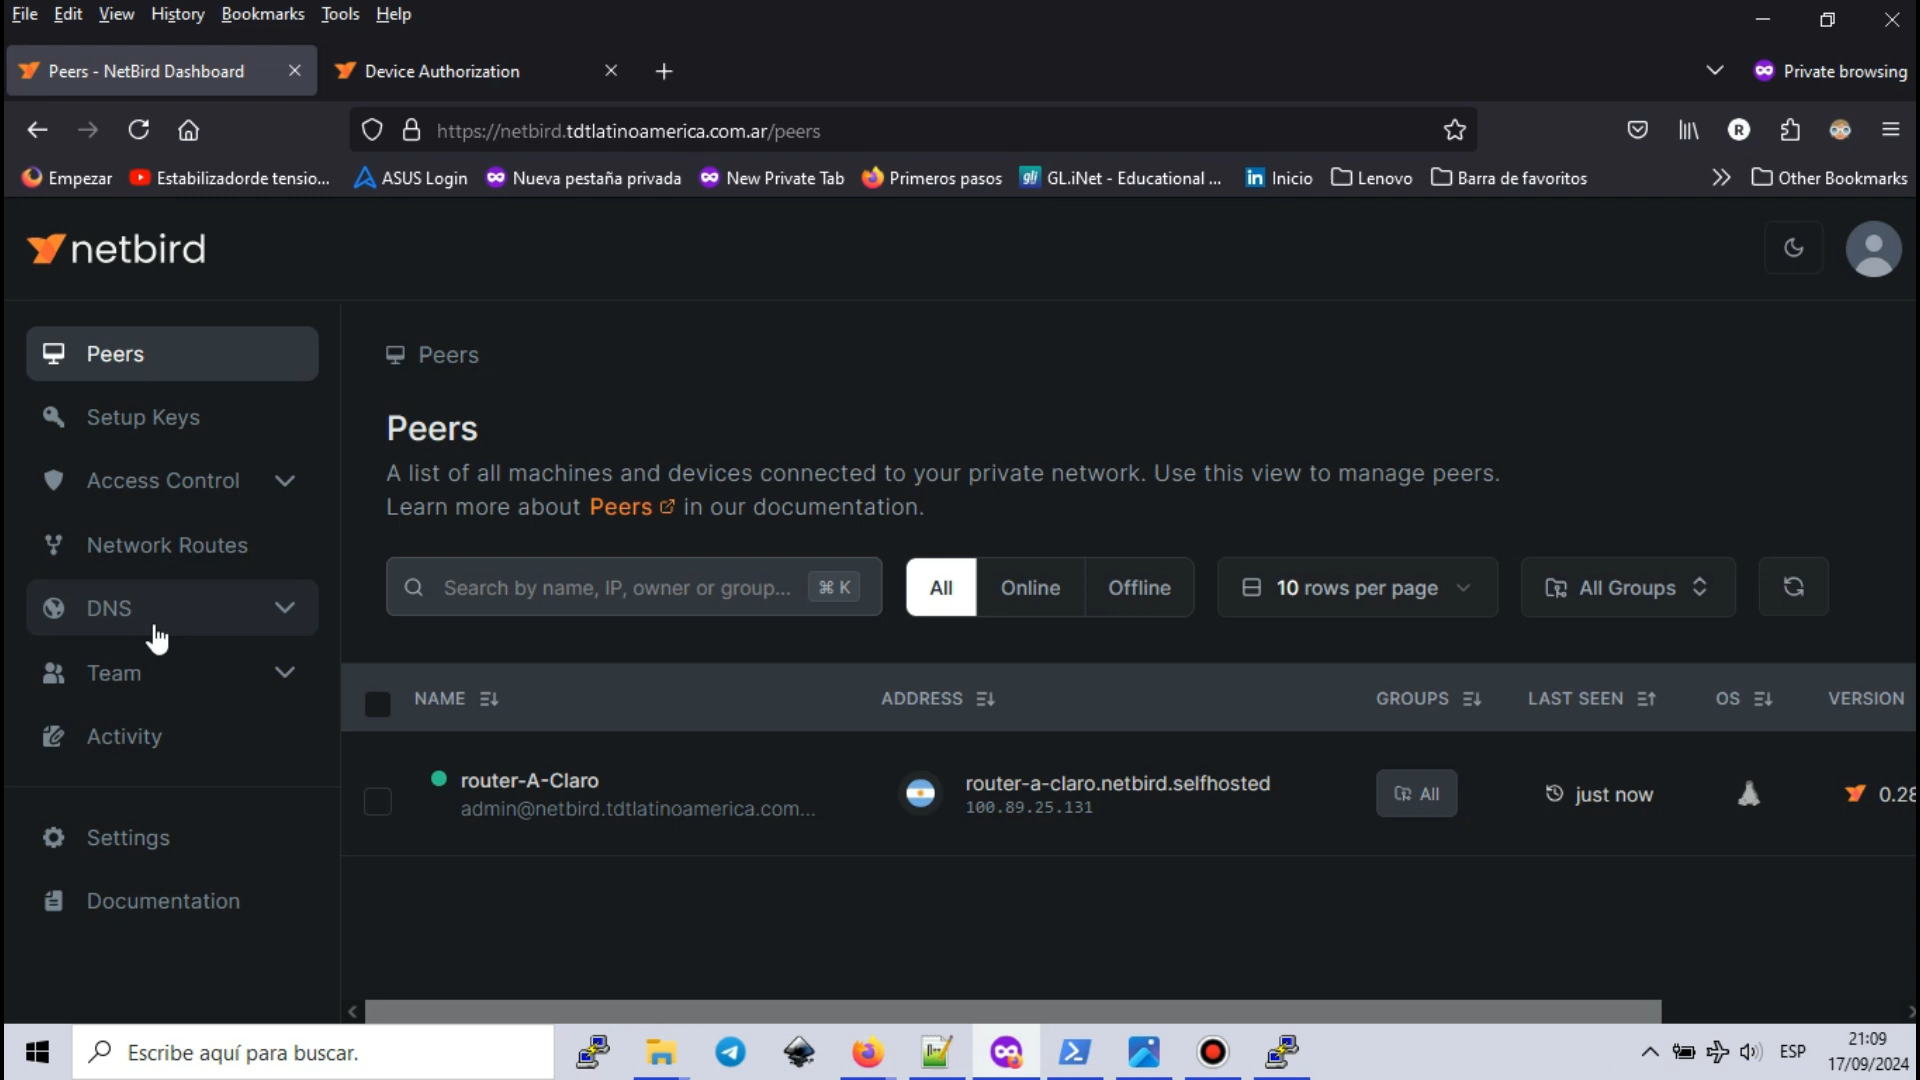 File Edit View History Bookmarks Tools Help
Peers - NetBird Dashboard
Device Authorization
Private browsing
https://netbird.tdtlatinoamerica.com.ar/peers
R
Empezar
Estabilizadorde tensio...
ASUS Login
Nueva pestaña privada
New Private Tab
Primeros pasos
GL.iNet - Educational ...
Inicio
Lenovo
Barra de favoritos
Other Bookmarks
netbird
Peers
Setup Keys
Access Control
Network Routes
DNS
Team
Activity
Settings
Documentation
Peers
Peers
A list of all machines and devices connected to your private network. Use this view to manage peers.
Learn more about Peers in our documentation.
Search by name, IP, owner or group... ⌘ K
All Online Offline
10 rows per page
All Groups
NAME ADDRESS GROUPS LAST SEEN OS VERSION
router-A-Claro
admin@netbird.tdtlatinoamerica.com...
router-a-claro.netbird.selfhosted
100.89.25.131
All
just now
0.28
Escribe aquí para buscar.
ESP
21:09
17/09/2024